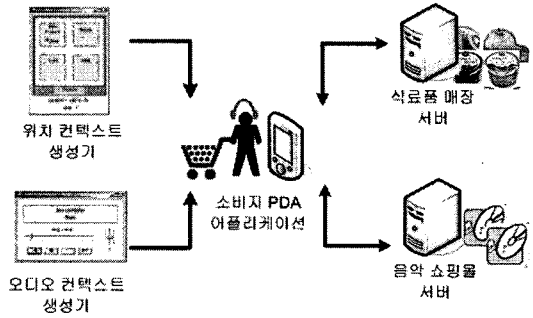 위치 컨텍스트
생성기
오디오 컨텍스트
생성기
소비자 PDA
어플리케이션
식료품 매장
서버
음악 쇼핑몰
서버